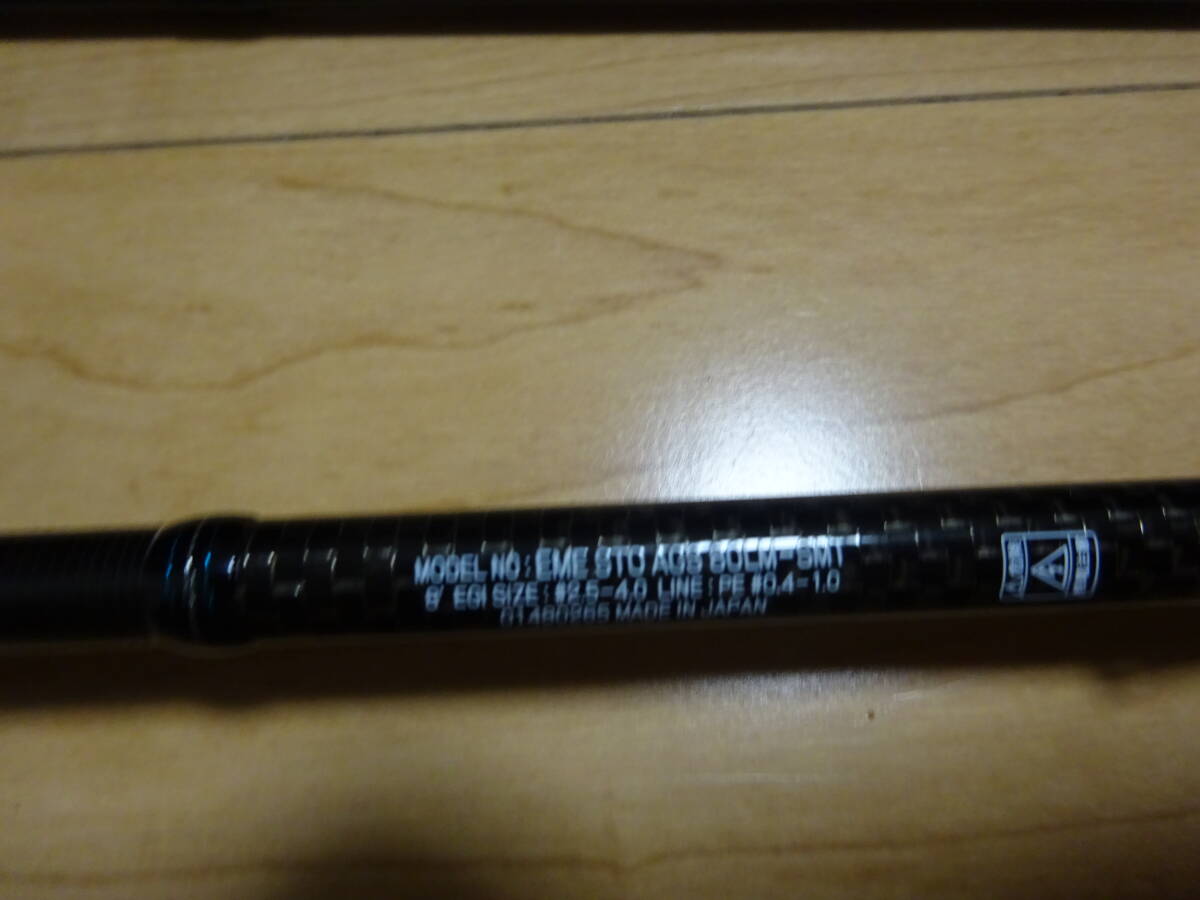 MODEL NO : EME STO AGS 80LM-SMT
8' EGI SIZE : #2.5-4.0 LINE : PE #0.4-1.0
MADE IN JAPAN